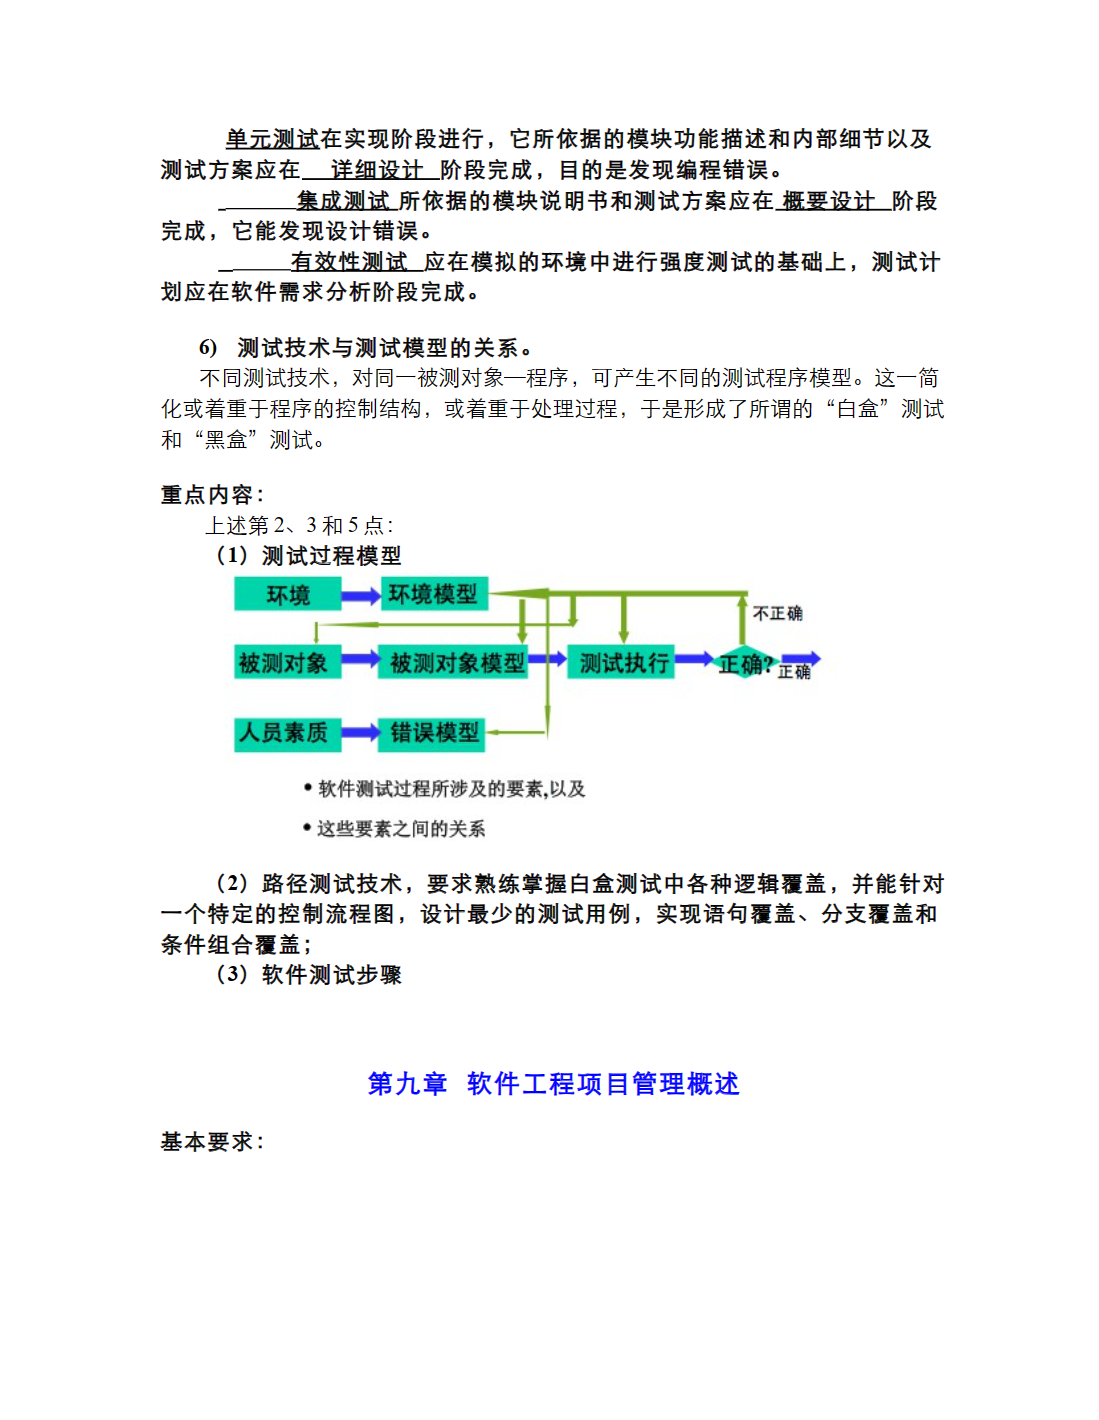 单元测试在实现阶段进行，它所依据的模块功能描述和内部细节以及
测试方案应在 详细设计 阶段完成，目的是发现编程错误。
集成测试 所依据的模块说明书和测试方案应在 概要设计 阶段
完成，它能发现设计错误。
有效性测试 应在模拟的环境中进行强度测试的基础上，测试计
划应在软件需求分析阶段完成。
6) 测试技术与测试模型的关系。
不同测试技术，对同一被测对象—程序，可产生不同的测试程序模型。这一简
化或着重于程序的控制结构，或着重于处理过程，于是形成了所谓的“白盒”测试
和“黑盒”测试。
重点内容：
上述第 2、3 和 5 点：
（1）测试过程模型
环境 环境模型
不正确
被测对象 被测对象模型 测试执行 正确? 正确
人员素质 错误模型
• 软件测试过程所涉及的要素,以及
• 这些要素之间的关系
（2）路径测试技术，要求熟练掌握白盒测试中各种逻辑覆盖，并能针对
一个特定的控制流程图，设计最少的测试用例，实现语句覆盖、分支覆盖和
条件组合覆盖；
（3）软件测试步骤
第九章 软件工程项目管理概述
基本要求：